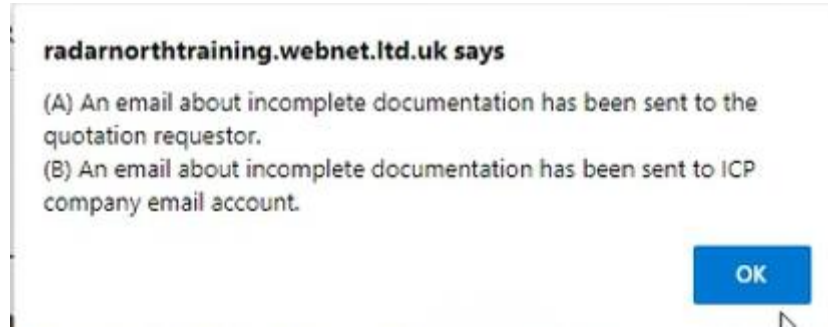 radarnorthtraining.webnet.ltd.uk says
(A) An email about incomplete documentation has been sent to the
quotation requestor.
(B) An email about incomplete documentation has been sent to ICP
company email account.
OK